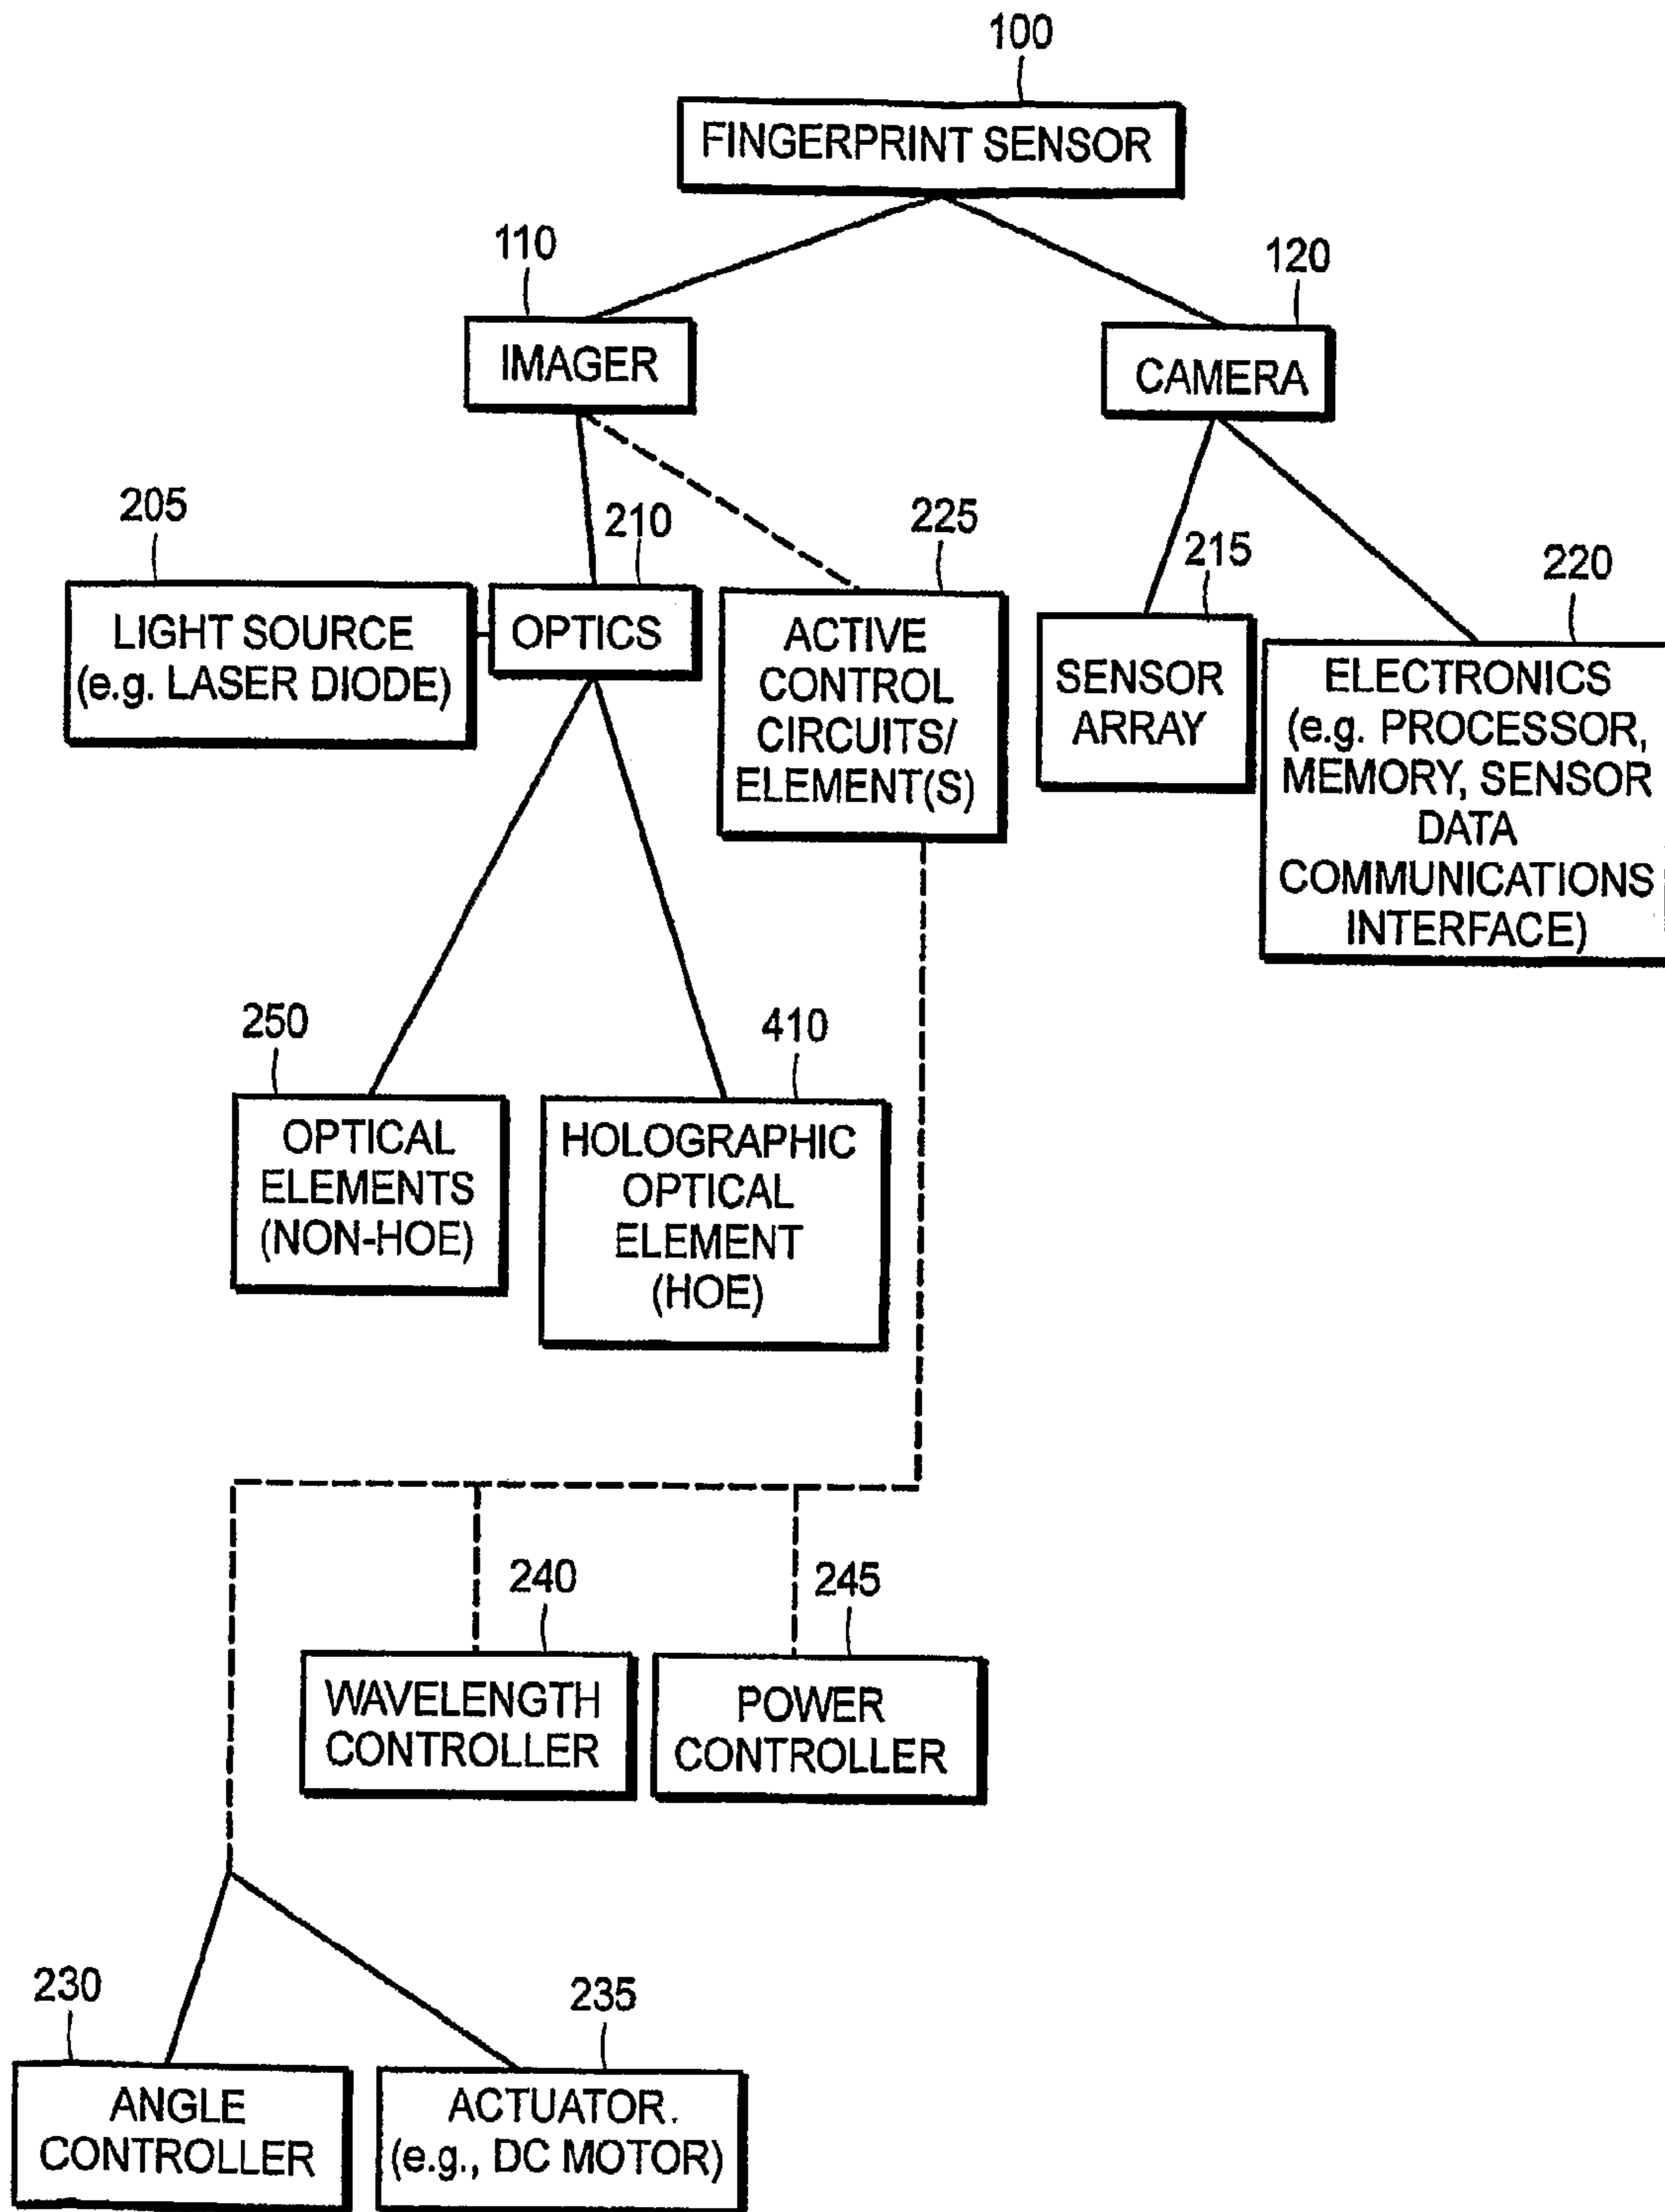 100
FINGERPRINT SENSOR
110
120
IMAGER
CAMERA
205
210
225
215
220
LIGHT SOURCE
(e.g. LASER DIODE)
OPTICS
ACTIVE
CONTROL
CIRCUITS/
ELEMENT(S)
SENSOR
ARRAY
ELECTRONICS
(e.g. PROCESSOR,
MEMORY, SENSOR
DATA
COMMUNICATIONS
INTERFACE)
250
410
OPTICAL
ELEMENTS
(NON-HOE)
HOLOGRAPHIC
OPTICAL
ELEMENT
(HOE)
240
245
WAVELENGTH
CONTROLLER
POWER
CONTROLLER
230
235
ANGLE
CONTROLLER
ACTUATOR.
(e.g., DC MOTOR)